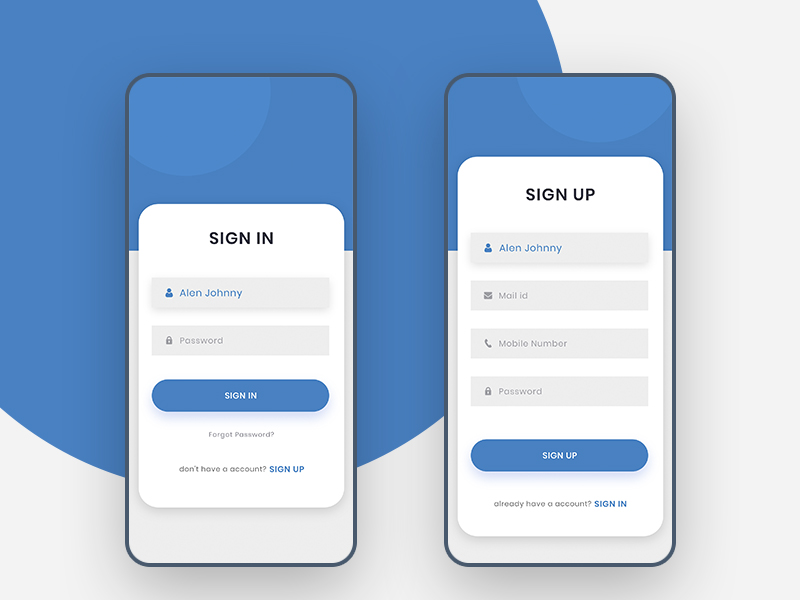 SIGN IN
Alen Johnny
Password
SIGN IN
Forgot Password?
don't have a account? SIGN UP
SIGN UP
Alen Johnny
Mail id
Mobile Number
Password
SIGN UP
already have a account? SIGN IN